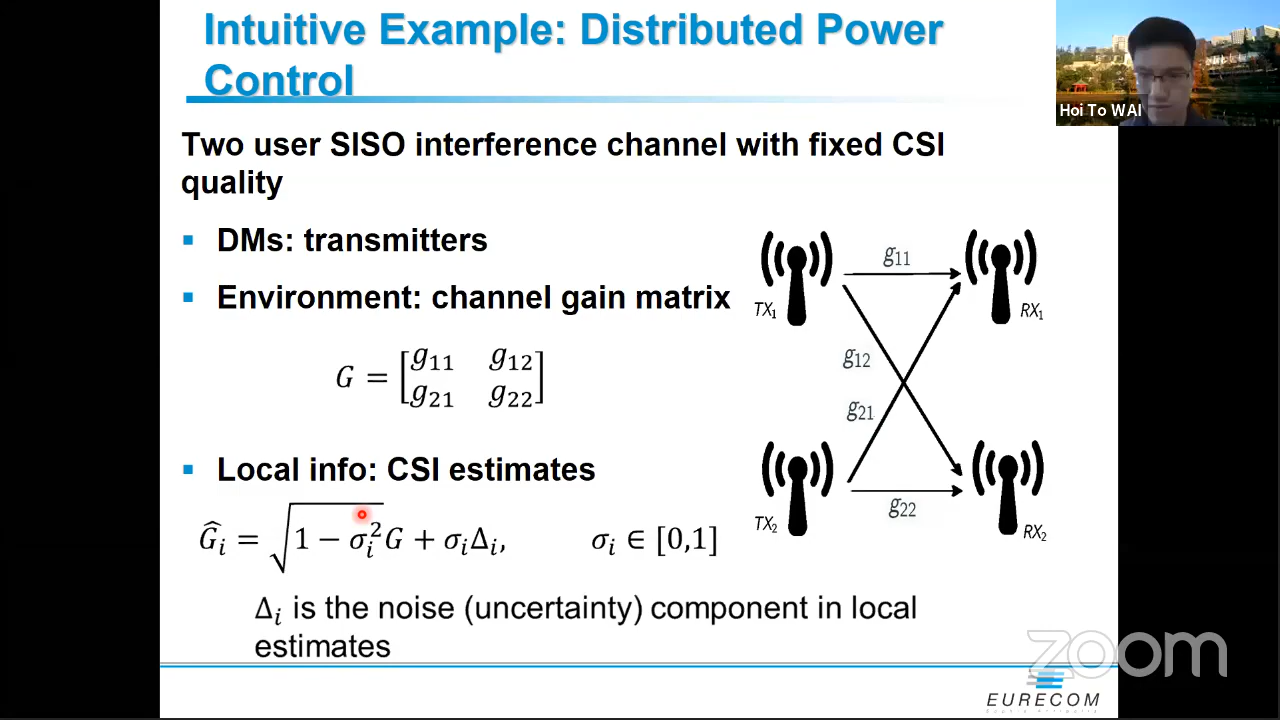 Intuitive Example: Distributed Power
Control
Hoi To WAI
Two user SISO interference channel with fixed CSI
quality
▪ DMs: transmitters
▪ Environment: channel gain matrix
G = [g11 g12
g21 g22]
g11
TX1
RX1
g12
g21
g22
TX2
RX2
▪ Local info: CSI estimates
Ĝi = √(1 − σi²)G + σiΔi, σi ∈ [0,1]
Δi is the noise (uncertainty) component in local
estimates
zoom
EURECOM